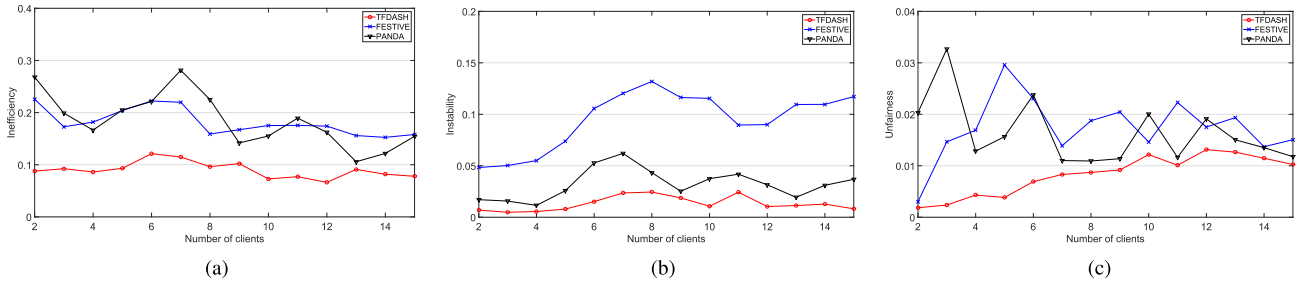 0.4
0.3
0.2
0.1
0
Inefficiency
2 4 6 8 10 12 14
Number of clients
TFDASH
FESTIVE
PANDA
(a)
0.2
0.15
0.1
0.05
0
Instability
2 4 6 8 10 12 14
Number of clients
TFDASH
FESTIVE
PANDA
(b)
0.04
0.03
0.02
0.01
0
Unfairness
2 4 6 8 10 12 14
Number of clients
TFDASH
FESTIVE
PANDA
(c)